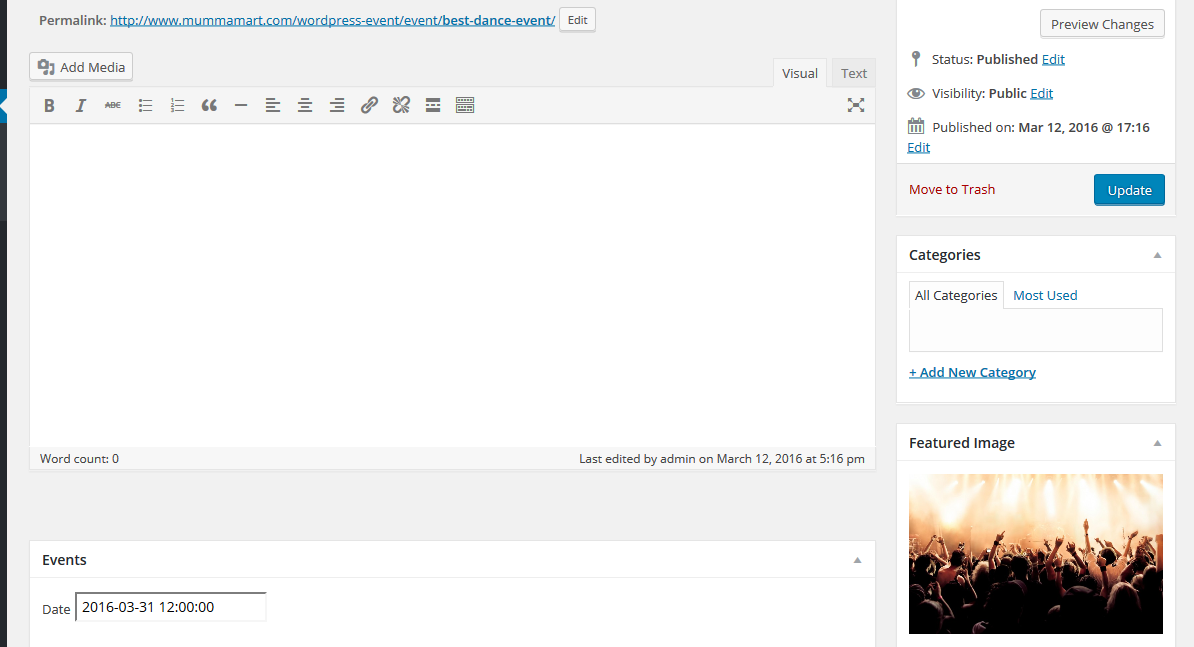 Permalink: http://www.mummamart.com/wordpress-event/event/best-dance-event/ Edit
Add Media
Visual Text
B I ABC
Word count: 0 Last edited by admin on March 12, 2016 at 5:16 pm
Events
Date 2016-03-31 12:00:00
Preview Changes
Status: Published Edit
Visibility: Public Edit
Published on: Mar 12, 2016 @ 17:16
Edit
Move to Trash Update
Categories
All Categories Most Used
+ Add New Category
Featured Image